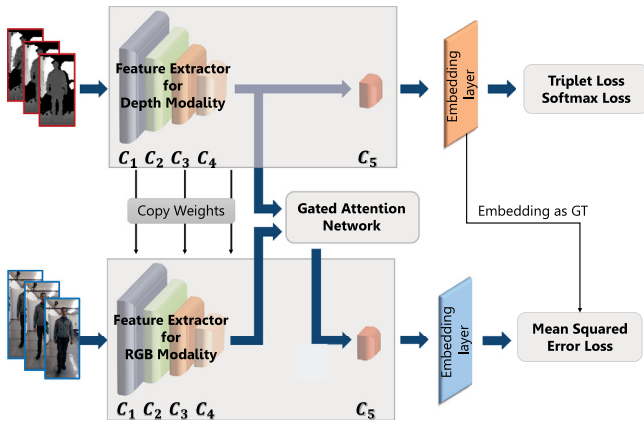 Feature Extractor
for
Depth Modality
C₁ C₂ C₃ C₄
C₅
Embedding
layer
Triplet Loss
Softmax Loss
Copy Weights
Gated Attention
Network
Embedding as GT
Feature Extractor
for
RGB Modality
C₁ C₂ C₃ C₄
C₅
Embedding
layer
Mean Squared
Error Loss